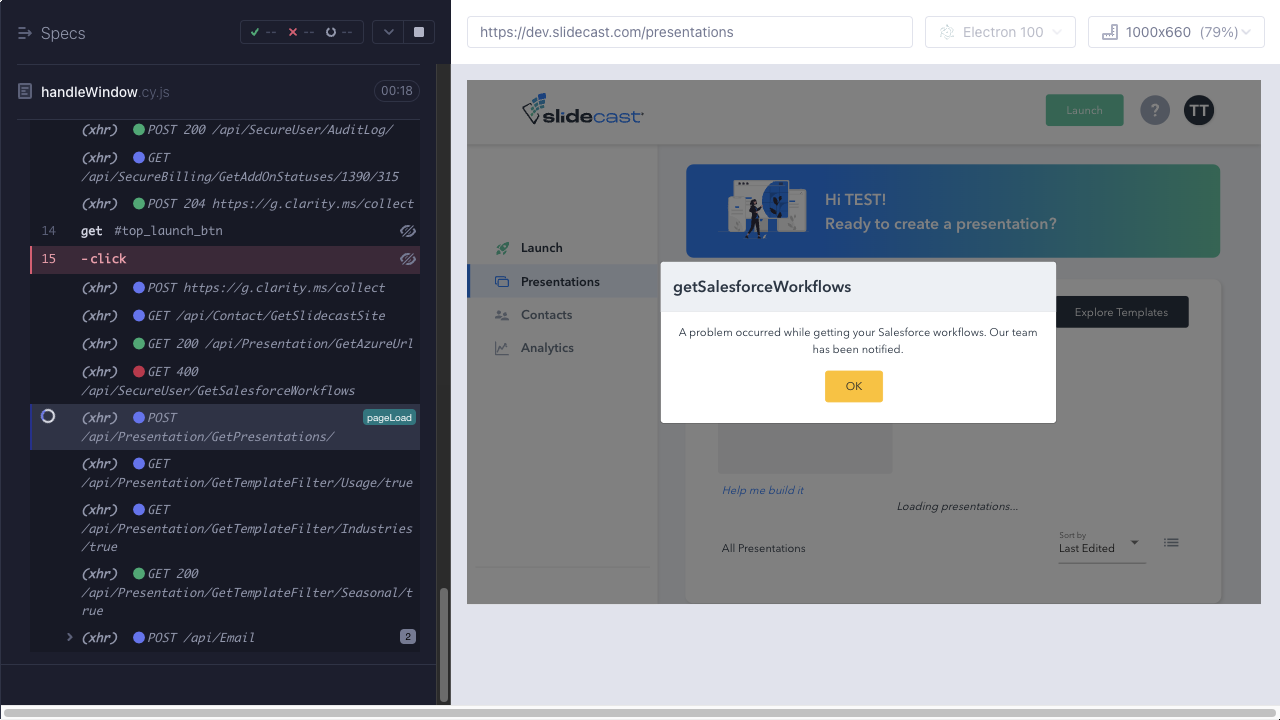 Specs
-- -- --
handleWindow.cy.js
00:18
(xhr) POST 200 /api/SecureUser/AuditLog/
(xhr) GET
/api/SecureBilling/GetAddOnStatuses/1390/315
(xhr) POST 204 https://g.clarity.ms/collect
14 get #top_launch_btn
15 -click
(xhr) POST https://g.clarity.ms/collect
(xhr) GET /api/Contact/GetSlidecastSite
(xhr) GET 200 /api/Presentation/GetAzureUrl
(xhr) GET 400
/api/SecureUser/GetSalesforceWorkflows
(xhr) POST
pageLoad
/api/Presentation/GetPresentations/
(xhr) GET
/api/Presentation/GetTemplateFilter/Usage/true
(xhr) GET
/api/Presentation/GetTemplateFilter/Industries
/true
(xhr) GET 200
/api/Presentation/GetTemplateFilter/Seasonal/t
rue
(xhr) POST /api/Email
2
https://dev.slidecast.com/presentations
Electron 100
1000x660 (79%)
slidecast
Launch
?
TT
Hi TEST!
Ready to create a presentation?
Launch
Presentations
Contacts
Analytics
Explore Templates
getSalesforceWorkflows
A problem occurred while getting your Salesforce workflows. Our team
has been notified.
OK
Help me build it
Loading presentations...
All Presentations
Sort by
Last Edited